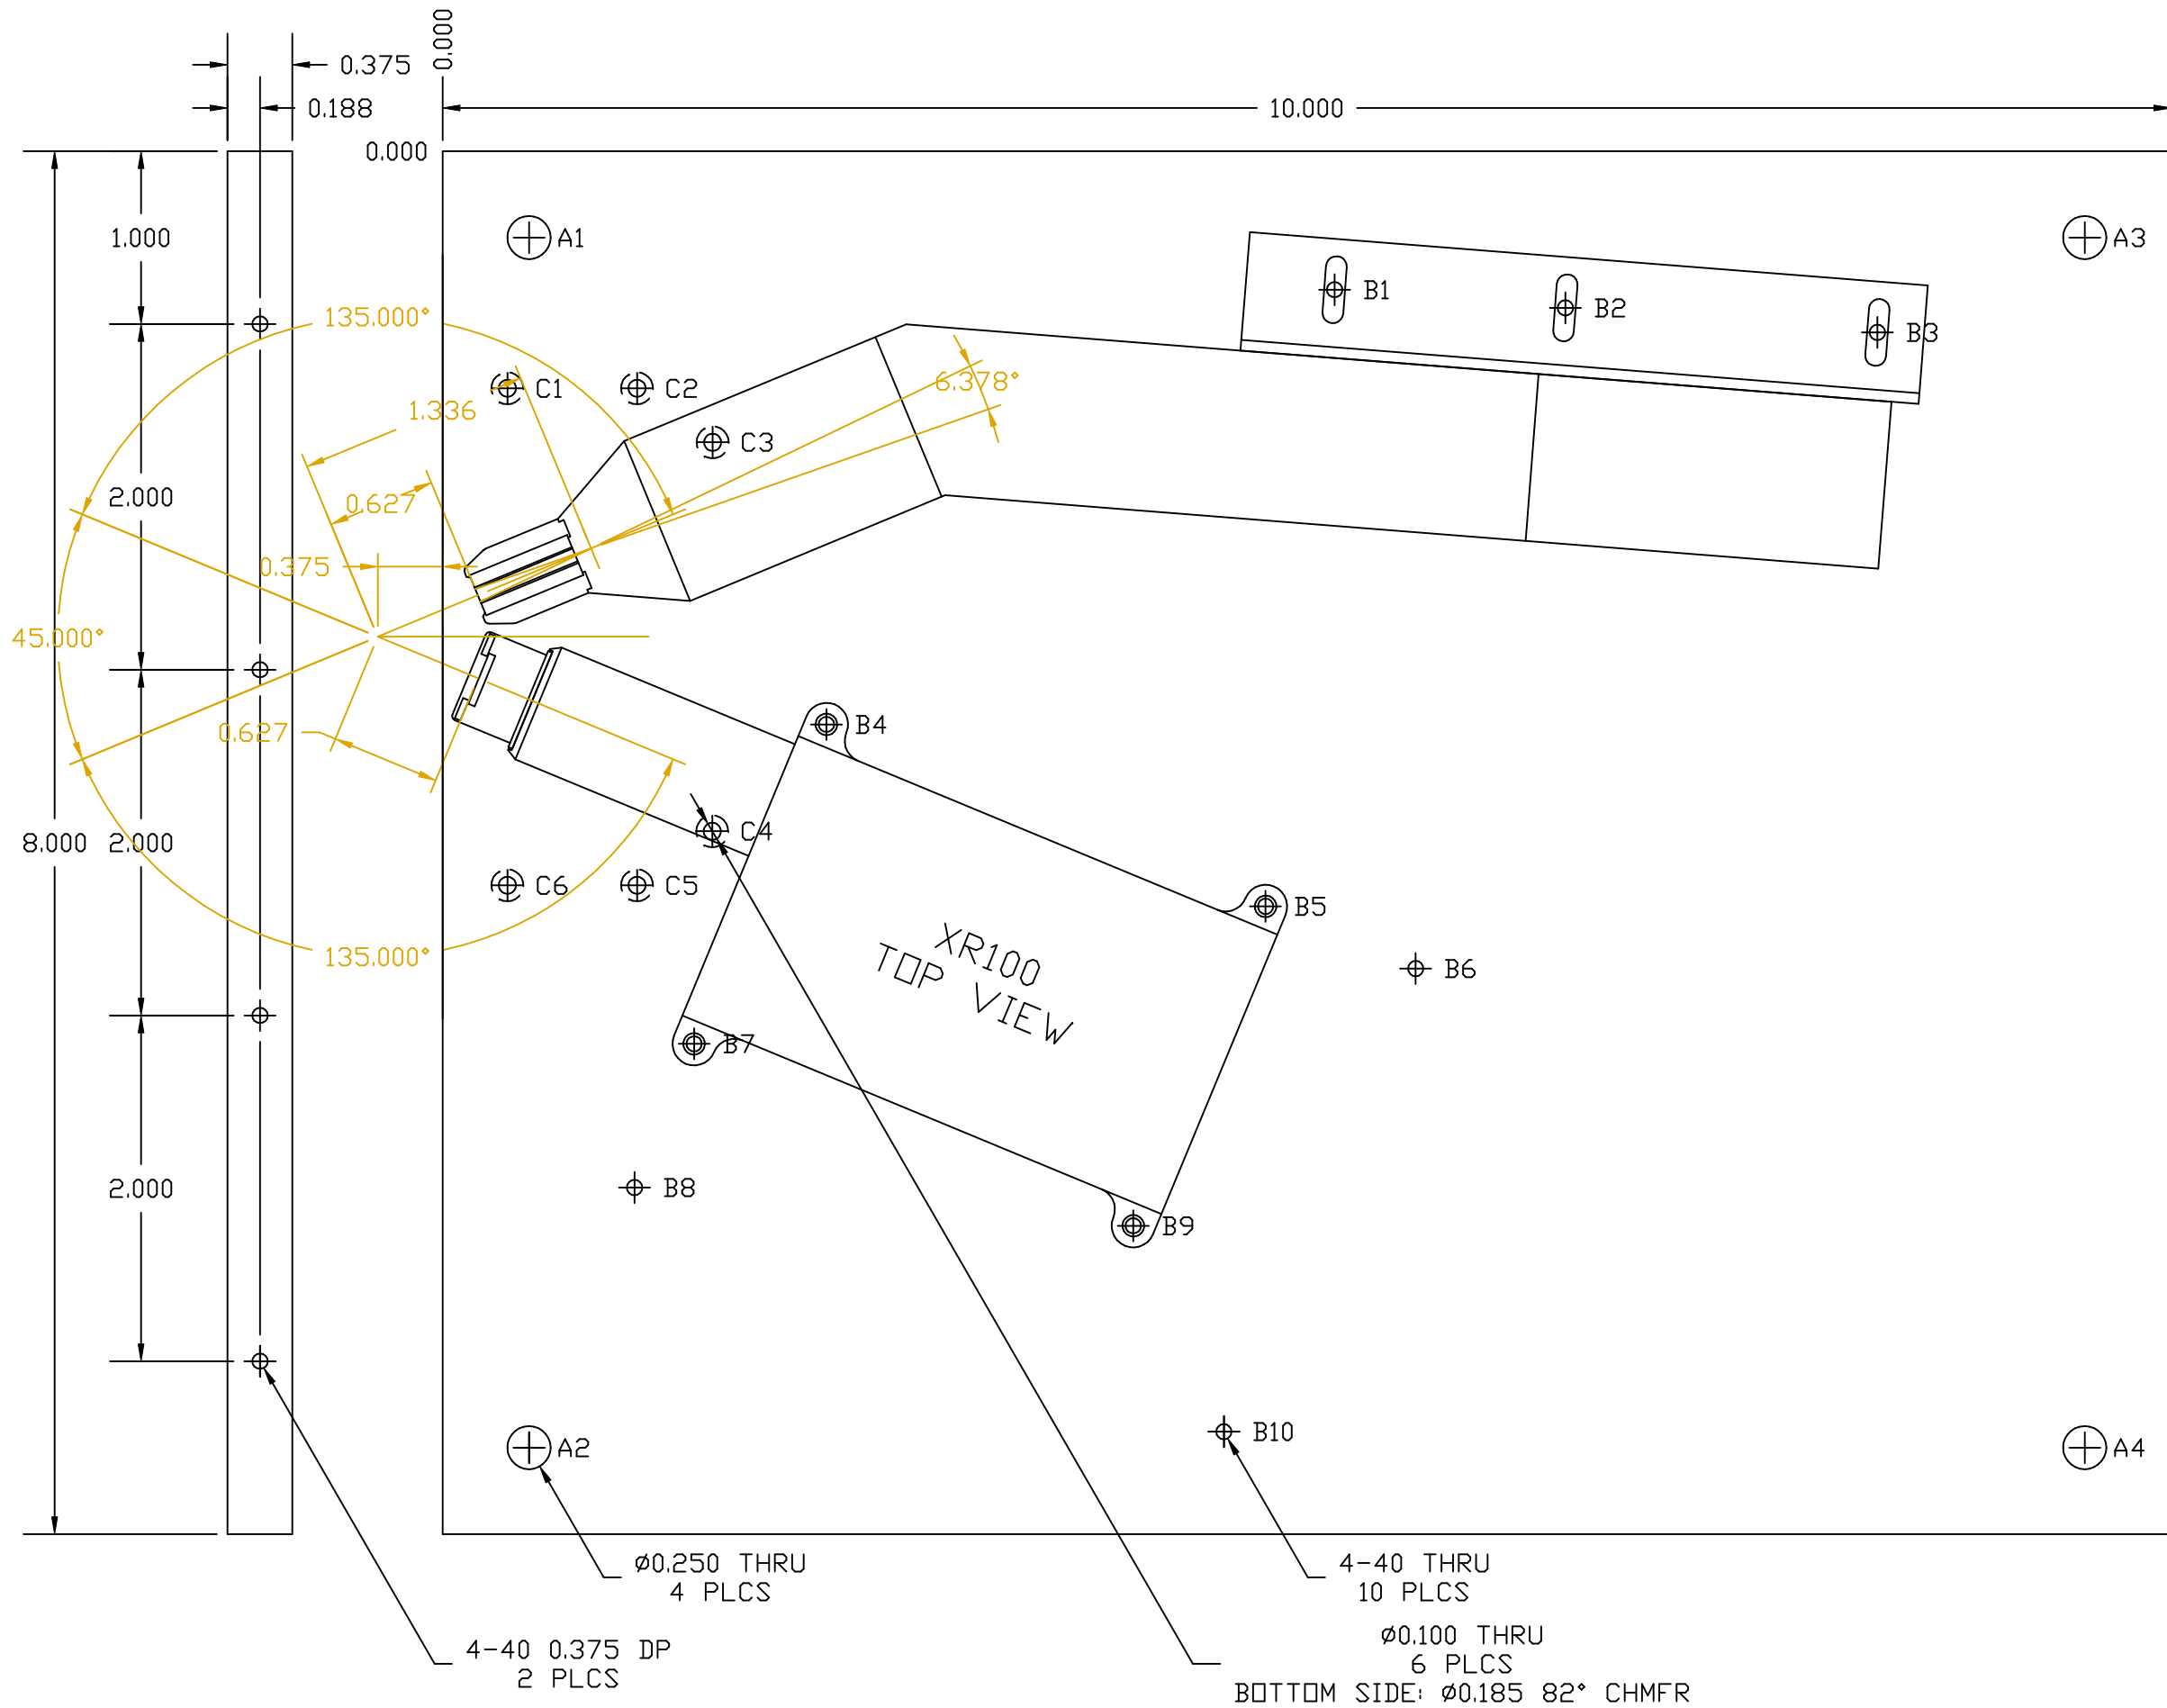 0.000
0.375
0.188
10.000
0.000
1.000
A1
A3
B1
B2
B3
135.000°
C1
C2
6.378°
1.336
C3
2.000
0.627
0.375
45.000°
0.627
B4
8.000
2.000
C4
C6
C5
B5
135.000°
XR100
TOP VIEW
B6
B7
2.000
B8
B9
B10
A2
A4
Ø0.250 THRU
4 PLCS
4-40 THRU
10 PLCS
4-40 0.375 DP
2 PLCS
Ø0.100 THRU
6 PLCS
BOTTOM SIDE: Ø0.185 82° CHMFR